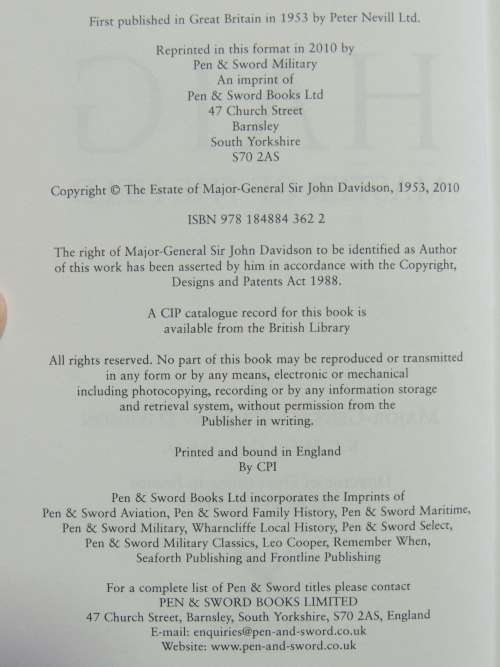 First published in Great Britain in 1953 by Peter Nevill Ltd.
Reprinted in this format in 2010 by
Pen & Sword Military
An imprint of
Pen & Sword Books Ltd
47 Church Street
Barnsley
South Yorkshire
S70 2AS
Copyright © The Estate of Major-General Sir John Davidson, 1953, 2010
ISBN 978 184884 362 2
The right of Major-General Sir John Davidson to be identified as Author
of this work has been asserted by him in accordance with the Copyright,
Designs and Patents Act 1988.
A CIP catalogue record for this book is
available from the British Library
All rights reserved. No part of this book may be reproduced or transmitted
in any form or by any means, electronic or mechanical
including photocopying, recording or by any information storage
and retrieval system, without permission from the
Publisher in writing.
Printed and bound in England
By CPI
Pen & Sword Books Ltd incorporates the Imprints of
Pen & Sword Aviation, Pen & Sword Family History, Pen & Sword Maritime,
Pen & Sword Military, Wharncliffe Local History, Pen & Sword Select,
Pen & Sword Military Classics, Leo Cooper, Remember When,
Seaforth Publishing and Frontline Publishing
For a complete list of Pen & Sword titles please contact
PEN & SWORD BOOKS LIMITED
47 Church Street, Barnsley, South Yorkshire, S70 2AS, England
E-mail: enquiries@pen-and-sword.co.uk
Website: www.pen-and-sword.co.uk